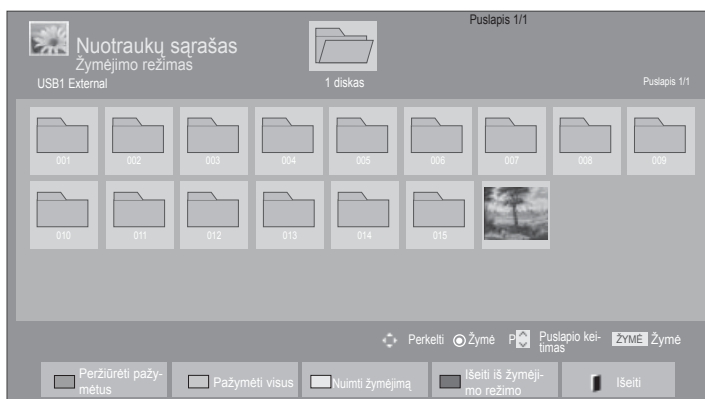 Puslapis 1/1
Nuotraukų sąrašas
Žymėjimo režimas
USB1 External
1 diskas
Puslapis 1/1
001 002 003 004 005 006 007 008 009
010 011 012 013 014 015
Perkelti Žymė P Puslapio kei-
timas
ŽYMĖ Žymė
Peržiūrėti pažy-
mėtus
Pažymėti visus
Nuimti žymėjimą
Išeiti iš žymėji-
mo režimo
Išeiti